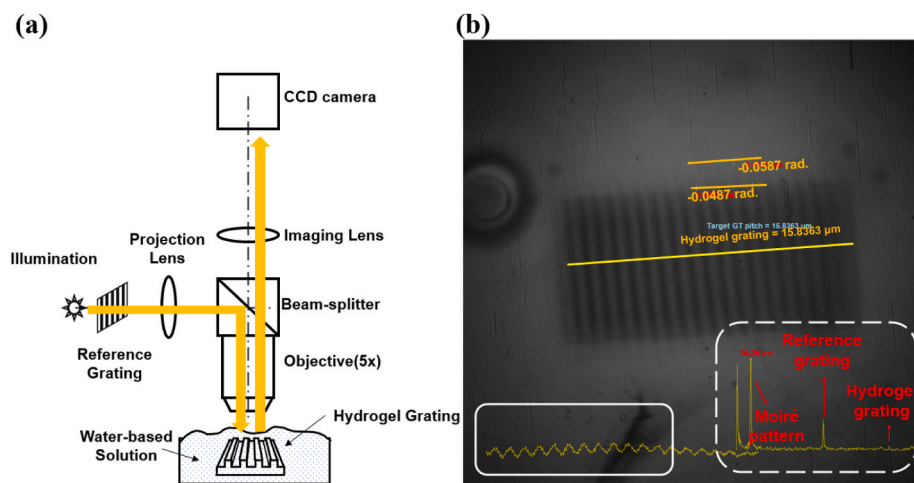 (a)
CCD camera
Imaging Lens
Projection
Lens
Illumination
Beam-splitter
Reference
Grating
Objective(5x)
Hydrogel Grating
Water-based
Solution
(b)
-0.0587 rad.
-0.0487 rad.
Target GT pitch = 15.8363 µm
Hydrogel grating = 15.8363 µm
Reference
grating
Hydrogel
grating
Moiré
pattern